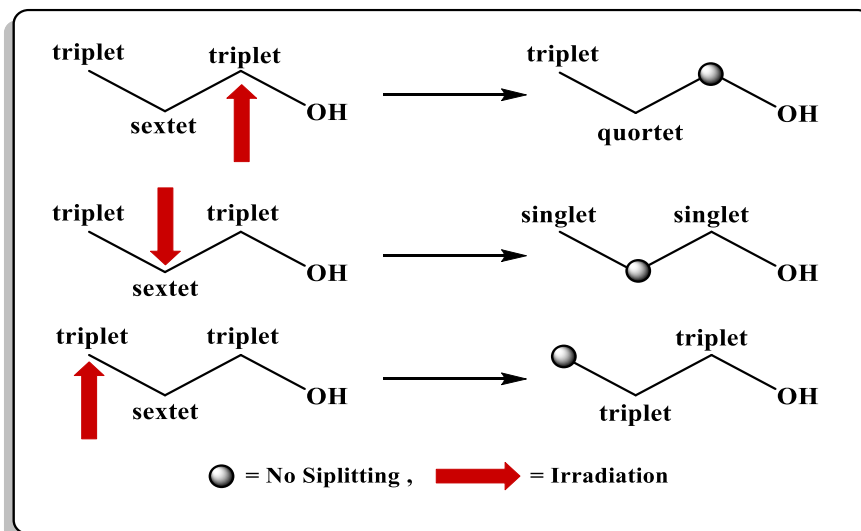 triplet
triplet
sextet
OH
triplet
quortet
OH
triplet
triplet
sextet
OH
singlet
singlet
OH
triplet
triplet
sextet
OH
triplet
triplet
OH
= No Siplitting ,
= Irradiation